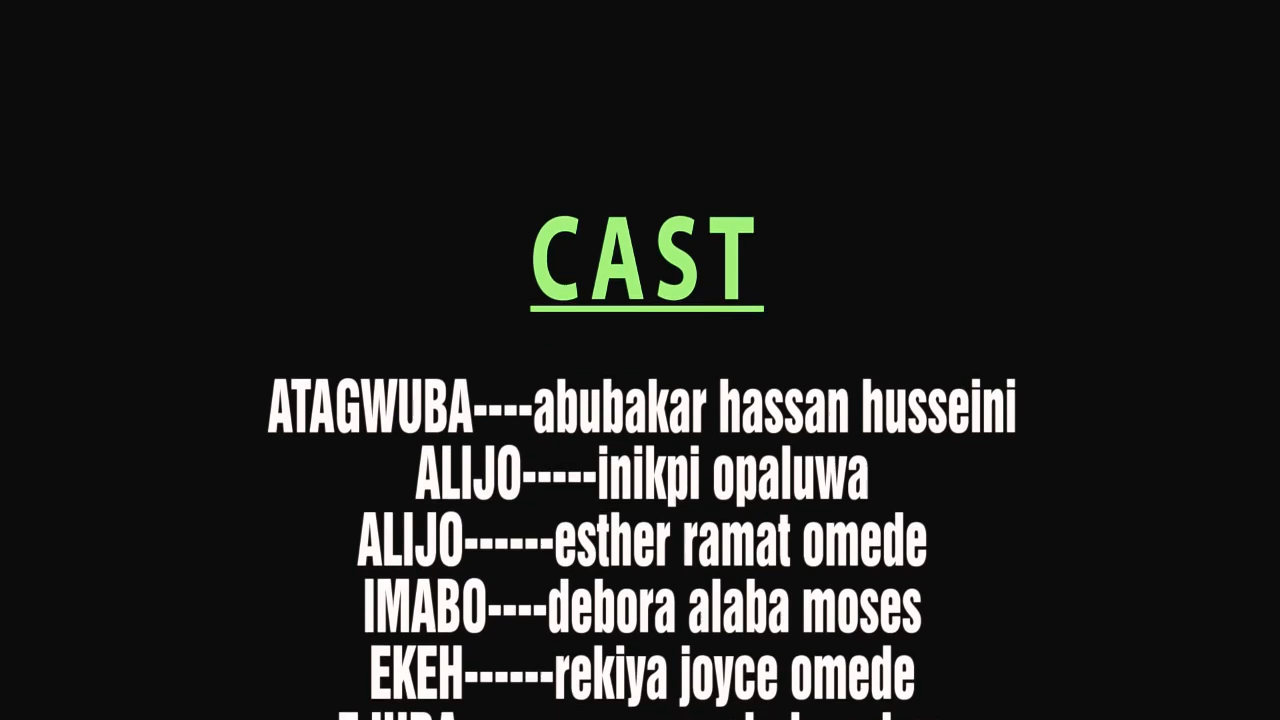 CAST
ATAGWUBA----abubakar hassan husseini
ALIJO-----inikpi opaluwa
ALIJO------esther ramat omede
IMABO----debora alaba moses
EKEH------rekiya joyce omede